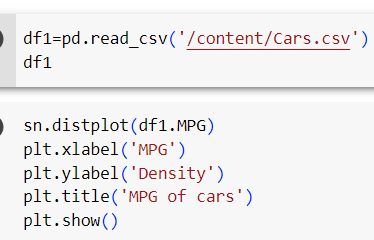 df1=pd.read_csv('/content/Cars.csv')
df1
sn.distplot(df1.MPG)
plt.xlabel('MPG')
plt.ylabel('Density')
plt.title('MPG of cars')
plt.show()